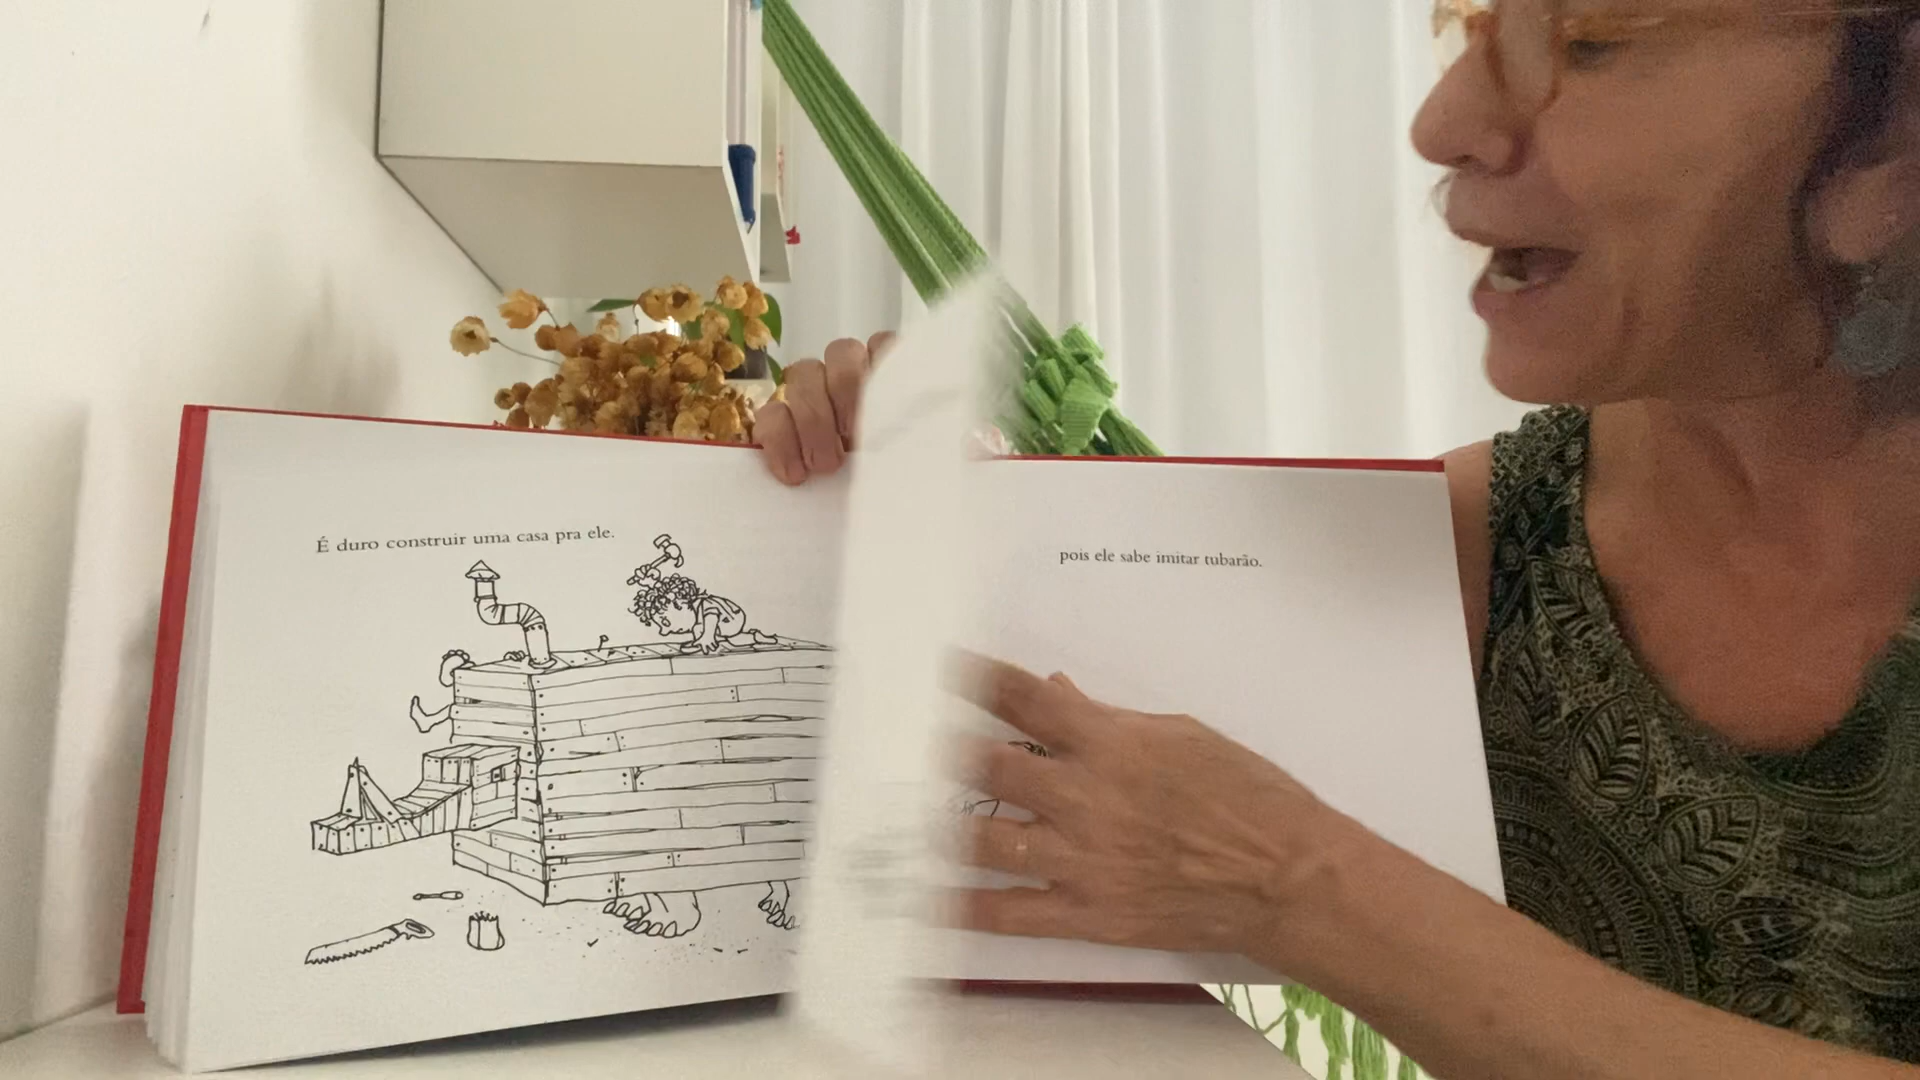 É duro construir uma casa pra ele.
pois ele sabe imitar tubarão.